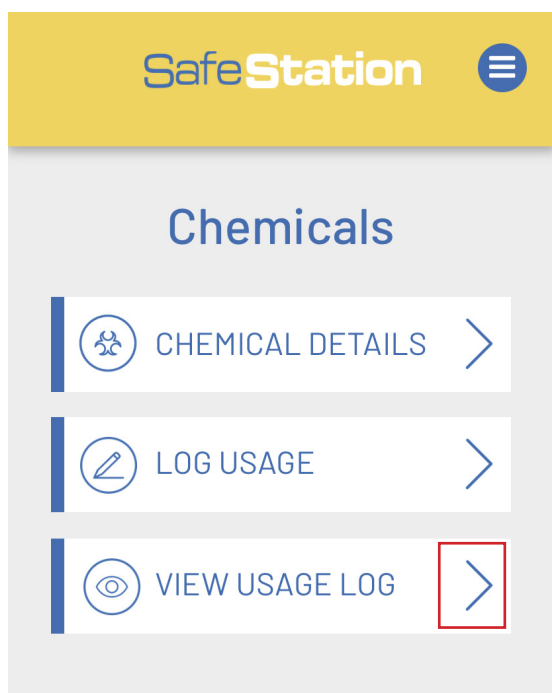 SafeStation
Chemicals
CHEMICAL DETAILS
LOG USAGE
VIEW USAGE LOG